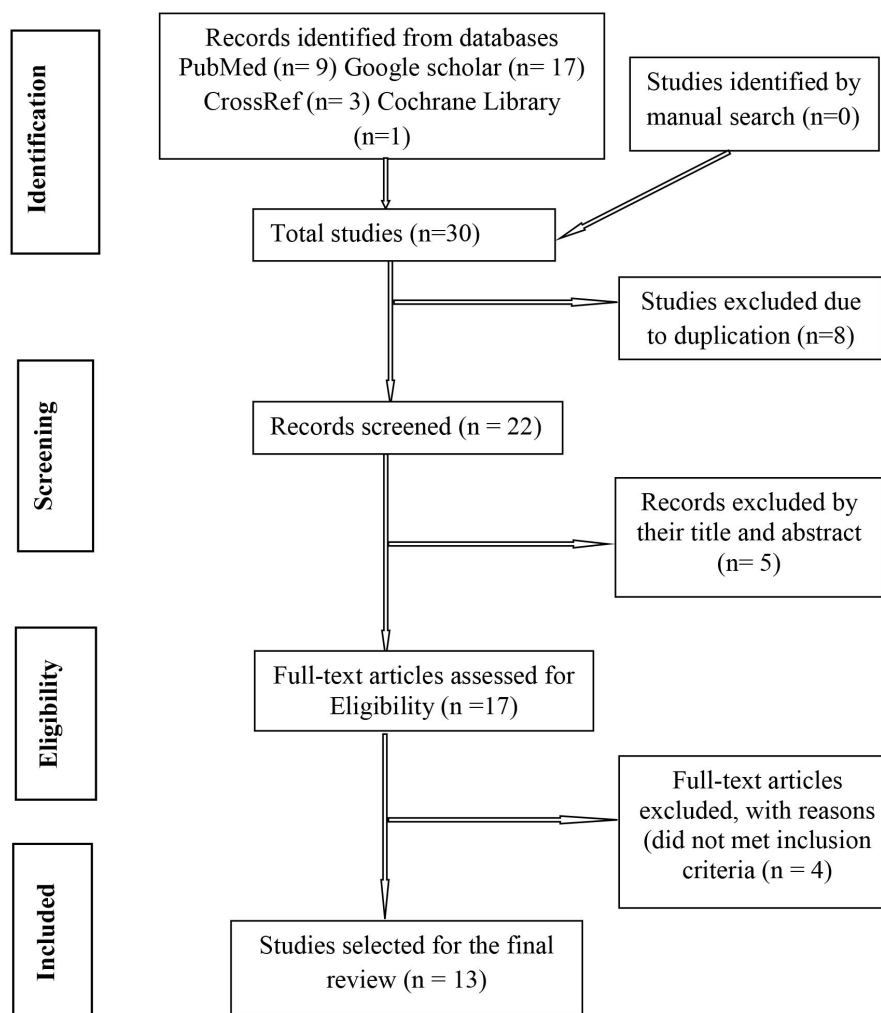 Identification
Records identified from databases
PubMed (n= 9) Google scholar (n= 17)
CrossRef (n= 3) Cochrane Library
(n=1)
Studies identified by
manual search (n=0)
Total studies (n=30)
Studies excluded due
to duplication (n=8)
Screening
Records screened (n = 22)
Records excluded by
their title and abstract
(n= 5)
Eligibility
Full-text articles assessed for
Eligibility (n =17)
Full-text articles
excluded, with reasons
(did not met inclusion
criteria (n = 4)
Included
Studies selected for the final
review (n = 13)